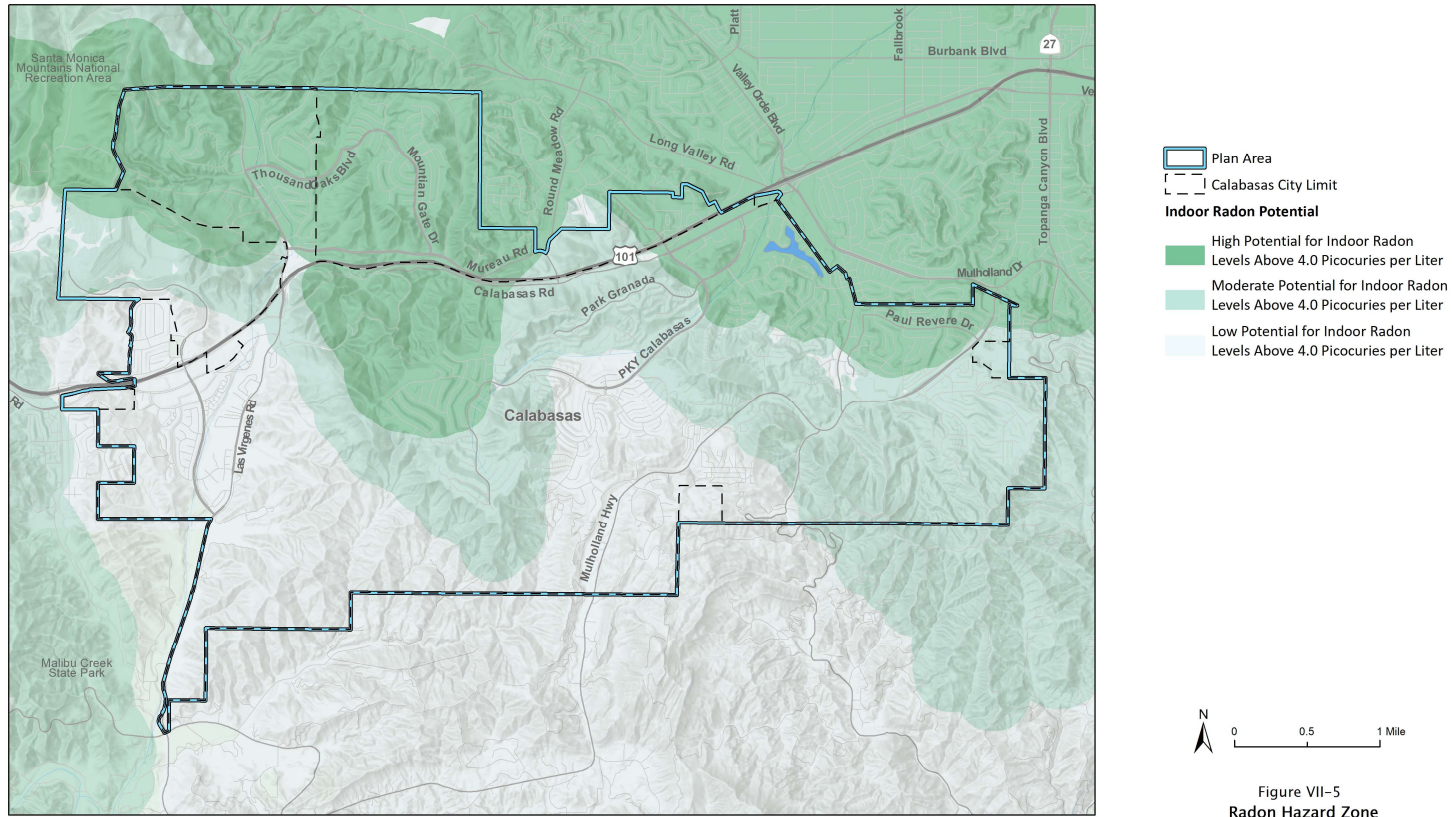 Santa Monica
Mountains National
Recreation Area
Platt
Fallbrook
Burbank Blvd
27
Valley Circle Blvd
Ve
Long Valley Rd
Round Meadow Rd
Topanga Canyon Blvd
Thousand Oaks Blvd
Mountian Gate Dr
Mureau Rd
101
Calabasas Rd
Park Granada
Mulholland Dr
Paul Revere Dr
PKY Calabasas
Rd
Calabasas
Las Virgenes Rd
Mulholland Hwy
Malibu Creek
State Park
Plan Area
Calabasas City Limit
Indoor Radon Potential
High Potential for Indoor Radon
Levels Above 4.0 Picocuries per Liter
Moderate Potential for Indoor Radon
Levels Above 4.0 Picocuries per Liter
Low Potential for Indoor Radon
Levels Above 4.0 Picocuries per Liter
N
0 0.5 1 Mile
Figure VII-5
Radon Hazard Zone